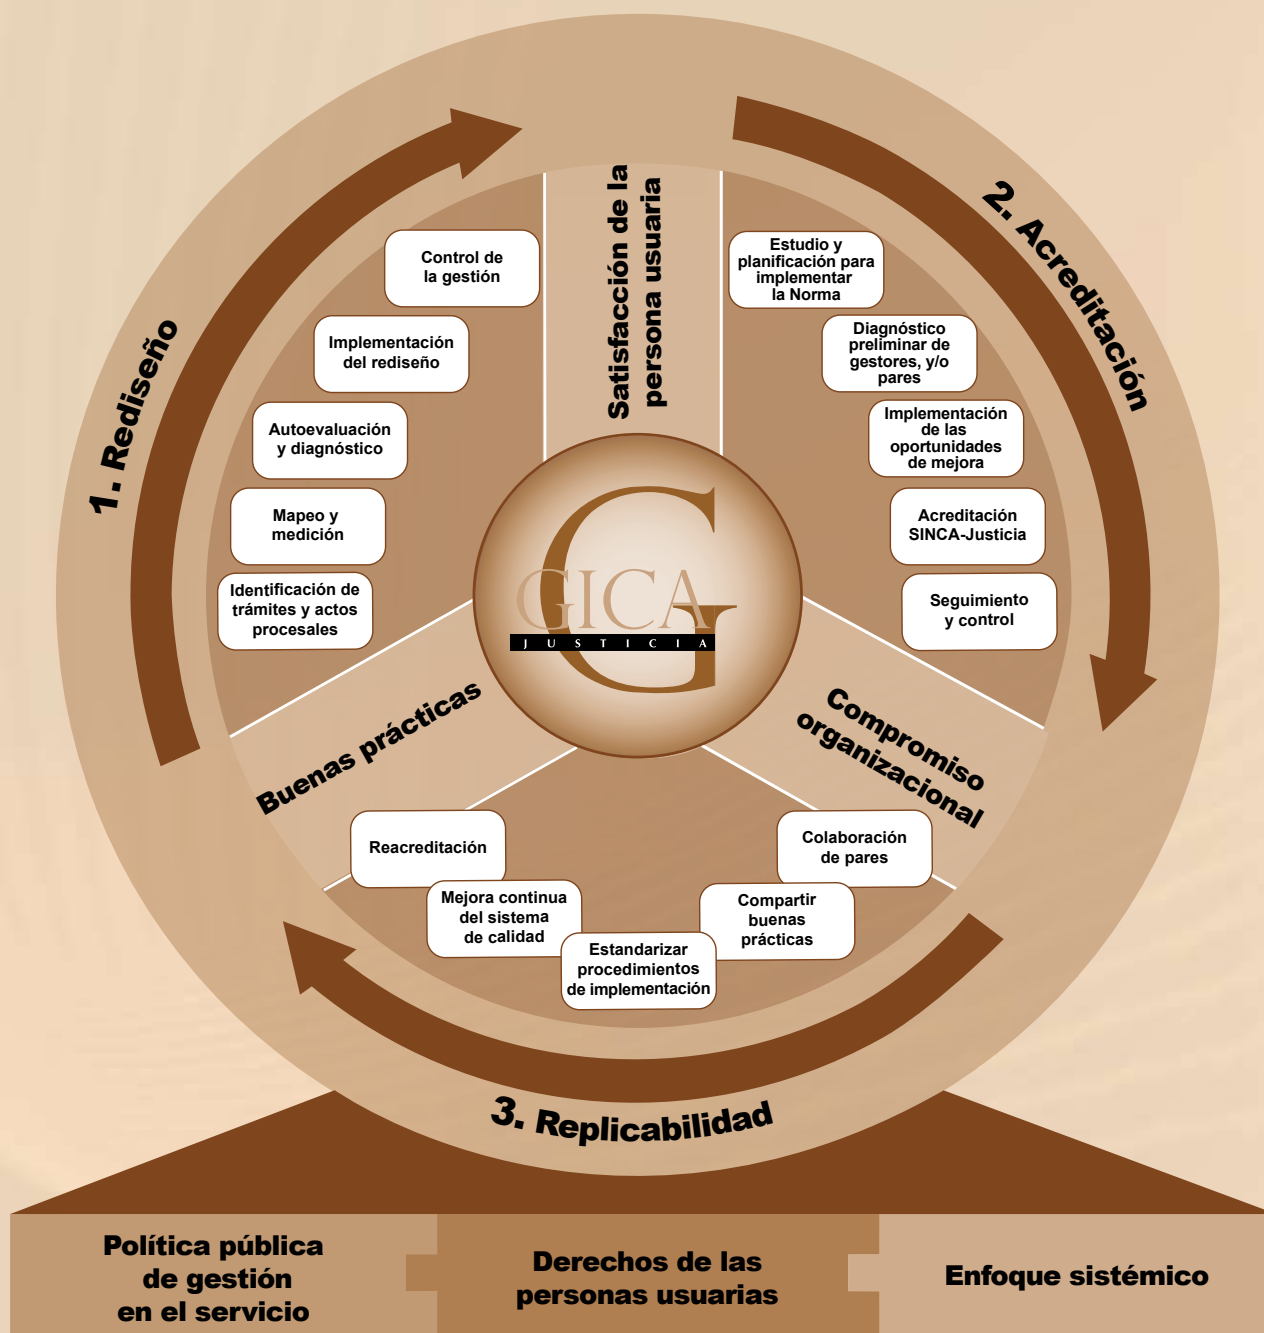 1. Rediseño
Control de
la gestión
Implementación
del rediseño
Autoevaluación
y diagnóstico
Mapeo y
medición
Identificación de
trámites y actos
procesales
Satisfacción de la
persona usuaria
2. Acreditación
Estudio y
planificación para
implementar
la Norma
Diagnóstico
preliminar de
gestores, y/o
pares
Implementación
de las
oportunidades
de mejora
Acreditación
SINCA-Justicia
Seguimiento
y control
G
GICA
JUSTICIA
Buenas prácticas
Compromiso
organizacional
Colaboración
de pares
Compartir
buenas
prácticas
Estandarizar
procedimientos
de implementación
Mejora continua
del sistema
de calidad
Reacreditación
3. Replicabilidad
Política pública
de gestión
en el servicio
Derechos de las
personas usuarias
Enfoque sistémico